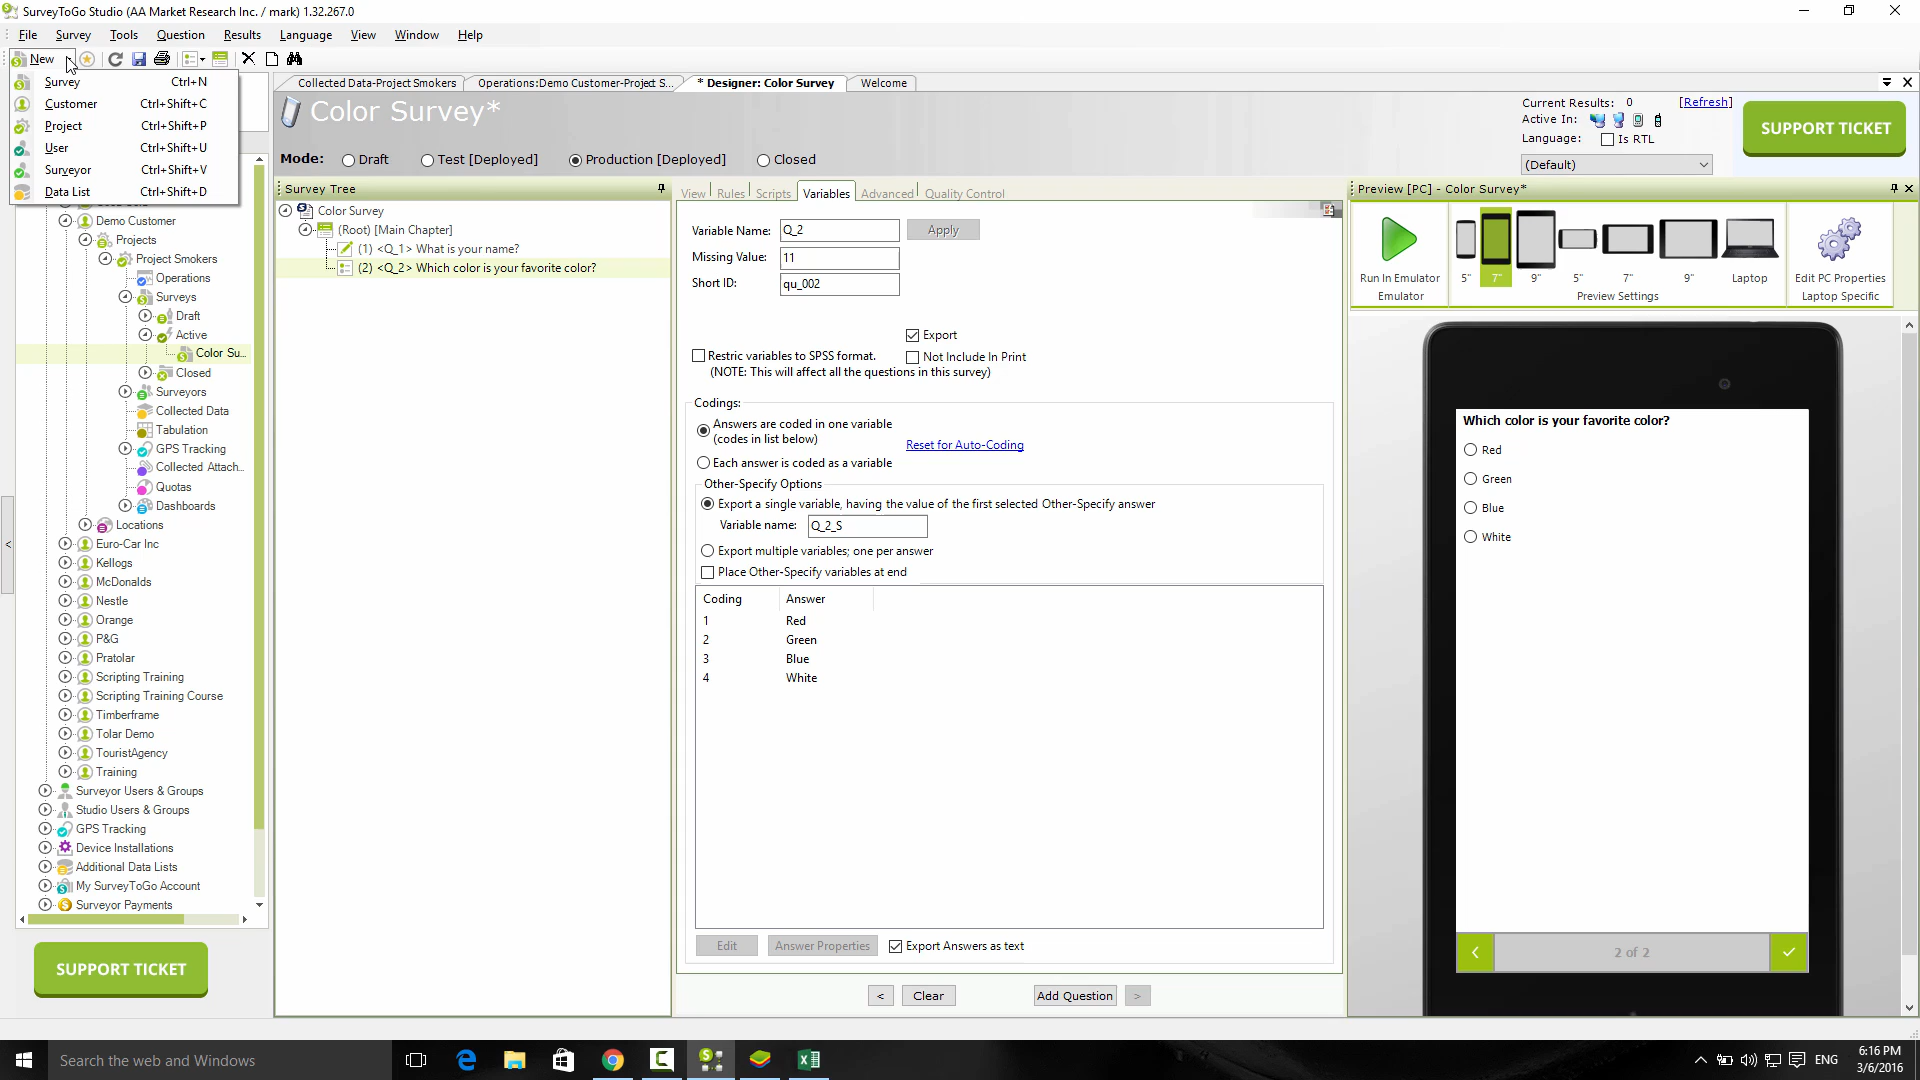 SurveyToGo Studio (AA Market Research Inc. / mark) 1.32.267.0
File Survey Tools Question Results Language View Window Help
New
Survey Ctrl+N
Customer Ctrl+Shift+C
Project Ctrl+Shift+P
User Ctrl+Shift+U
Surveyor Ctrl+Shift+V
Data List Ctrl+Shift+D
Demo Customer
Projects
Project Smokers
Operations
Surveys
Draft
Active
Color Su...
Closed
Surveyors
Collected Data
Tabulation
GPS Tracking
Collected Attach...
Quotas
Dashboards
Locations
Euro-Car Inc
Kellogs
McDonalds
Nestle
Orange
P&G
Pratolar
Scripting Training
Scripting Training Course
Timberframe
Tolar Demo
TouristAgency
Training
Surveyor Users & Groups
Studio Users & Groups
GPS Tracking
Device Installations
Additional Data Lists
My SurveyToGo Account
Surveyor Payments
SUPPORT TICKET
Collected Data-Project Smokers Operations:Demo Customer-Project S... * Designer: Color Survey Welcome
Color Survey*
Current Results: 0 [Refresh]
Active In:
Language: Is RTL
(Default)
SUPPORT TICKET
Mode: Draft Test [Deployed] Production [Deployed] Closed
Survey Tree
Color Survey
(Root) [Main Chapter]
(1) <Q_1> What is your name?
(2) <Q_2> Which color is your favorite color?
View Rules Scripts Variables Advanced Quality Control
Variable Name: Q_2 Apply
Missing Value: 11
Short ID: qu_002
Export
Restric variables to SPSS format. Not Include In Print
(NOTE: This will affect all the questions in this survey)
Codings:
Answers are coded in one variable
(codes in list below)
Reset for Auto-Coding
Each answer is coded as a variable
Other-Specify Options
Export a single variable, having the value of the first selected Other-Specify answer
Variable name: Q_2_S
Export multiple variables; one per answer
Place Other-Specify variables at end
Coding Answer
1 Red
2 Green
3 Blue
4 White
Edit Answer Properties Export Answers as text
< Clear Add Question >
Preview [PC] - Color Survey*
Run In Emulator 5" 7" 9" 5" 7" 9" Laptop Edit PC Properties
Emulator Preview Settings Laptop Specific
Which color is your favorite color?
Red
Green
Blue
White
2 of 2
Search the web and Windows
ENG
6:16 PM
3/6/2016